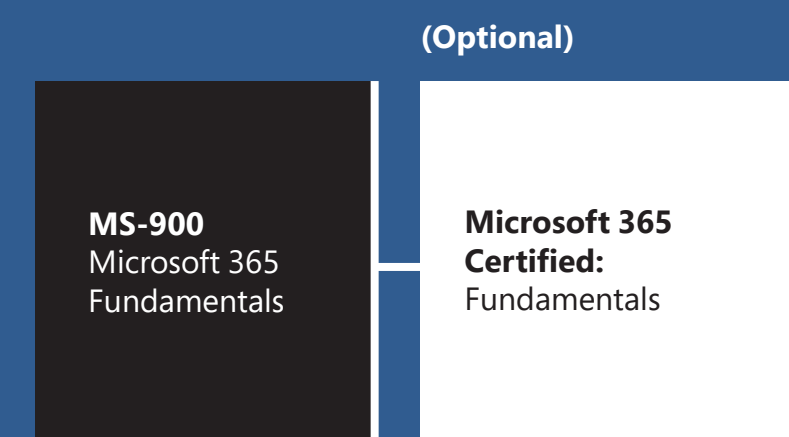 (Optional)
MS-900
Microsoft 365
Fundamentals
Microsoft 365
Certified:
Fundamentals